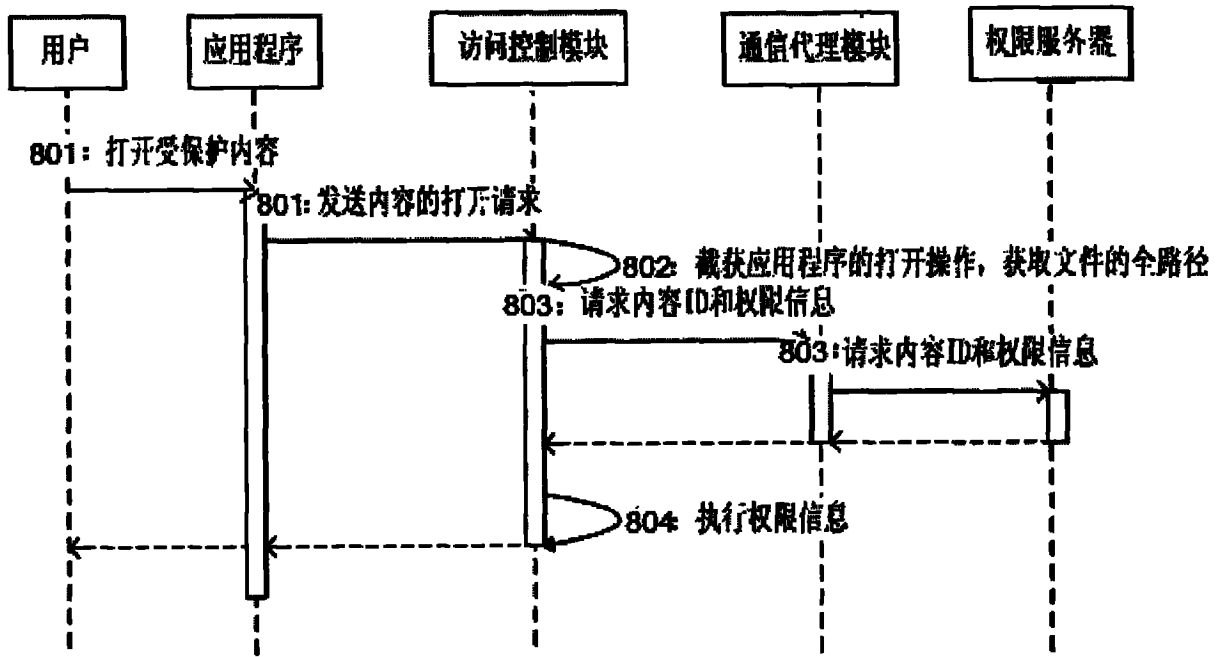 用户
应用程序
访问控制模块
通信代理模块
权限服务器
801：打开受保护内容
801：发送内容的打开请求
802：截获应用程序的打开操作，获取文件的全路径
803：请求内容ID和权限信息
803：请求内容ID和权限信息
804：执行权限信息